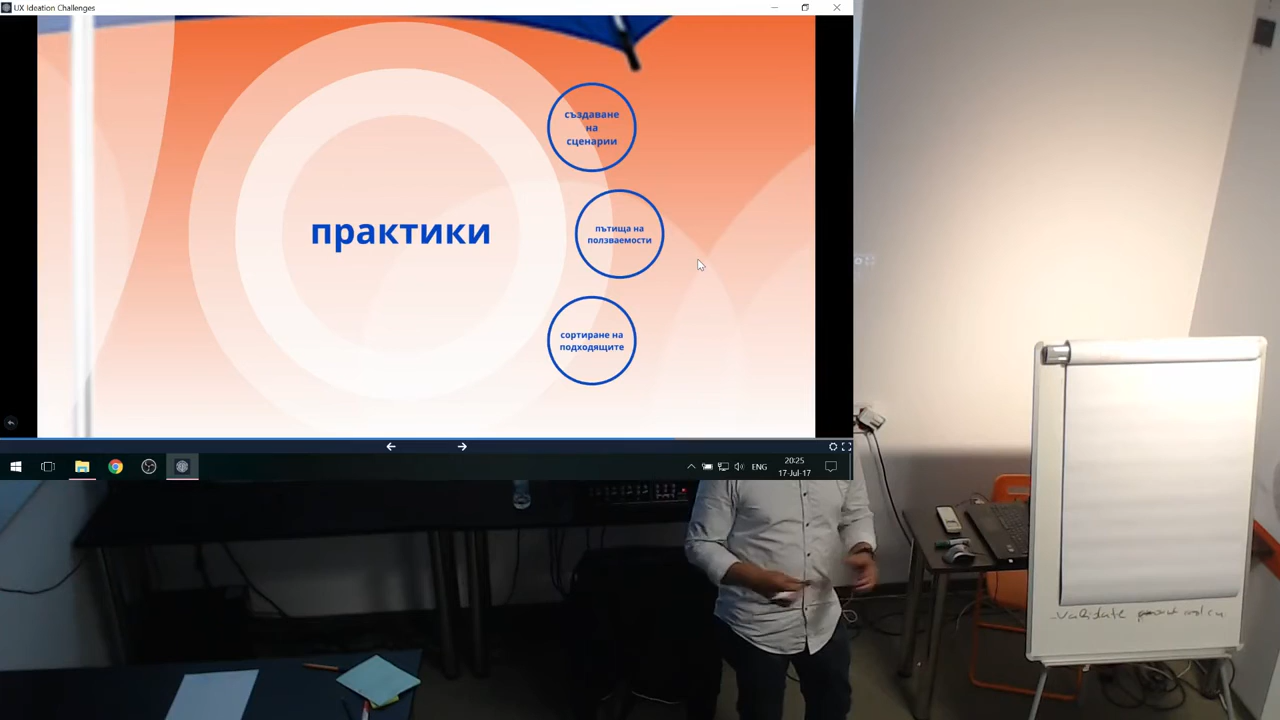 UX Ideation Challenges
създаване
на
сценарии
практики
пътища на
ползваемости
сортиране на
подходящите
ENG
20:25
17-Jul-17
validate